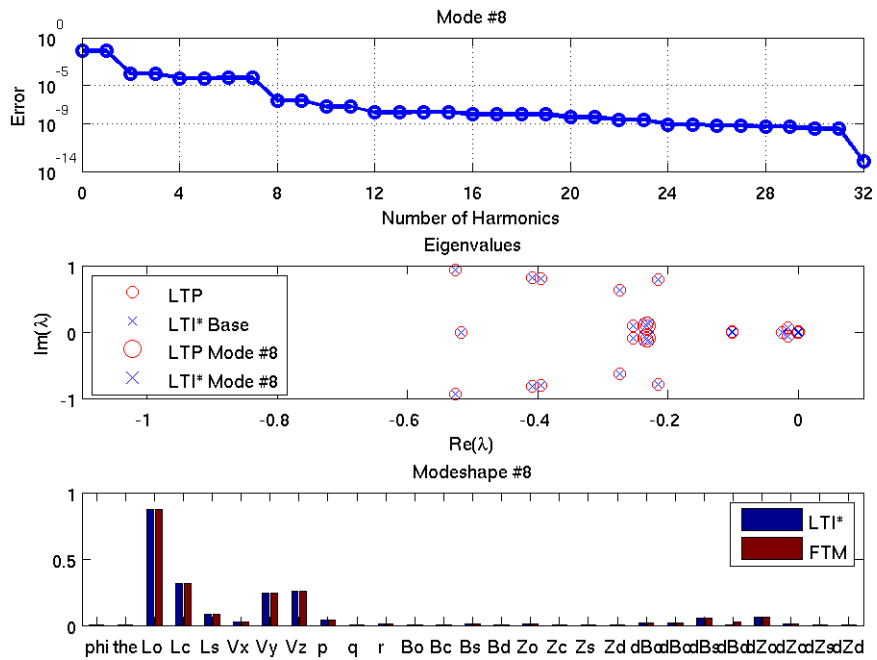 Mode #8
10^0
10^-5
10^-9
10^-14
Error
0 4 8 12 16 20 24 28 32
Number of Harmonics
Eigenvalues
1
0
-1
Im(λ)
LTP
LTI* Base
LTP Mode #8
LTI* Mode #8
-1 -0.8 -0.6 -0.4 -0.2 0
Re(λ)
Modeshape #8
1
0.5
0
LTI*
FTM
phi the Lo Lc Ls Vx Vy Vz p q r Bo Bc Bs Bd Zo Zc Zs Zd dBo dBc dBs dBd dZo dZc dZs dZd